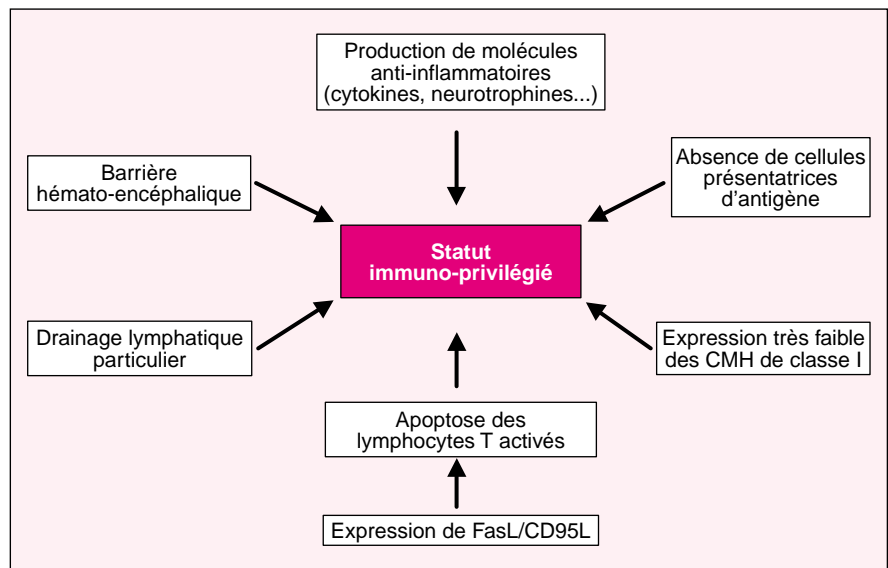 Production de molécules
anti-inflammatoires
(cytokines, neurotrophines...)
Barrière
hémato-encéphalique
Absence de cellules
présentatrices
d'antigène
Statut
immuno-privilégié
Drainage lymphatique
particulier
Expression très faible
des CMH de classe I
Apoptose des
lymphocytes T activés
Expression de FasL/CD95L